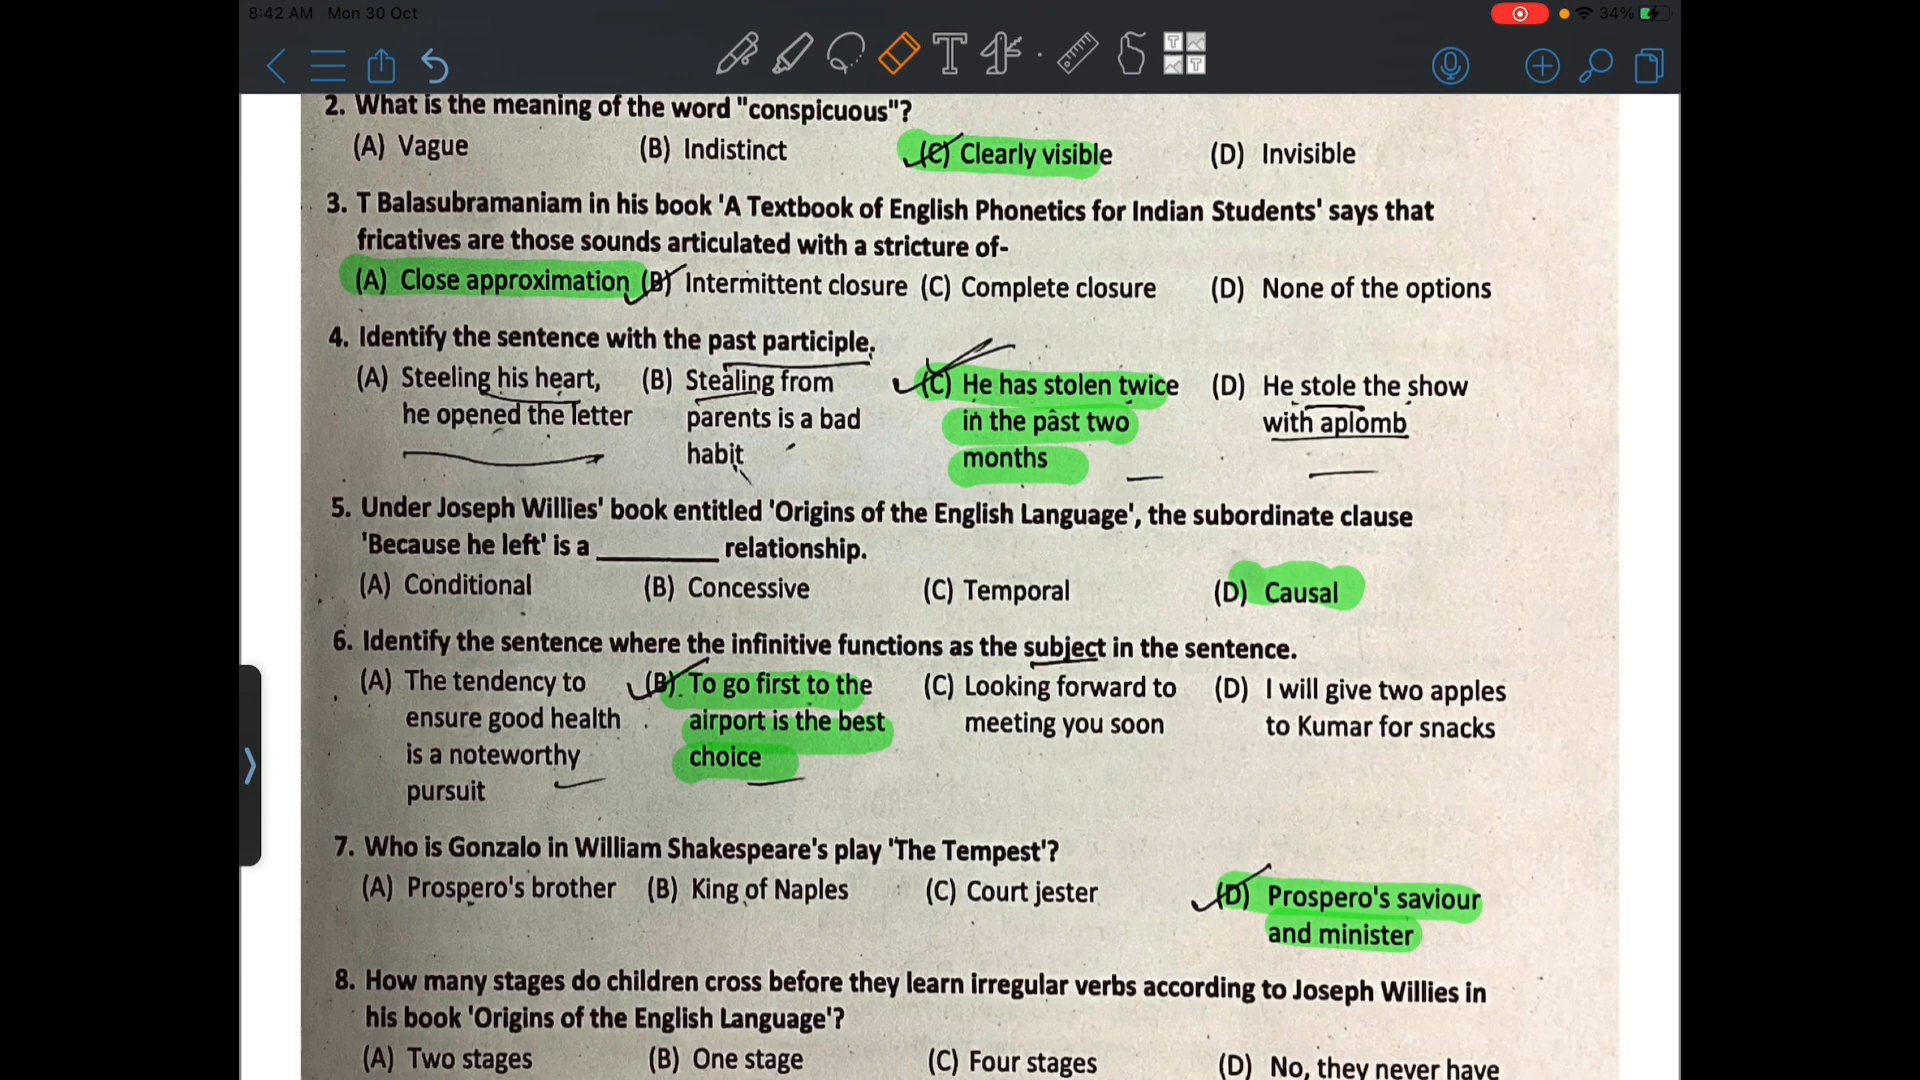 8:42 AM Mon 30 Oct
34%
2. What is the meaning of the word "conspicuous"?
(A) Vague (B) Indistinct (C) Clearly visible (D) Invisible
3. T Balasubramaniam in his book 'A Textbook of English Phonetics for Indian Students' says that
fricatives are those sounds articulated with a stricture of-
(A) Close approximation (B) Intermittent closure (C) Complete closure (D) None of the options
4. Identify the sentence with the past participle.
(A) Steeling his heart, (B) Stealing from (C) He has stolen twice (D) He stole the show
he opened the letter parents is a bad in the past two with aplomb
habit months
5. Under Joseph Willies' book entitled 'Origins of the English Language', the subordinate clause
'Because he left' is a ________ relationship.
(A) Conditional (B) Concessive (C) Temporal (D) Causal
6. Identify the sentence where the infinitive functions as the subject in the sentence.
(A) The tendency to (B) To go first to the (C) Looking forward to (D) I will give two apples
ensure good health airport is the best meeting you soon to Kumar for snacks
is a noteworthy choice
pursuit
7. Who is Gonzalo in William Shakespeare's play 'The Tempest'?
(A) Prospero's brother (B) King of Naples (C) Court jester (D) Prospero's saviour
and minister
8. How many stages do children cross before they learn irregular verbs according to Joseph Willies in
his book 'Origins of the English Language'?
(A) Two stages (B) One stage (C) Four stages (D) No, they never have